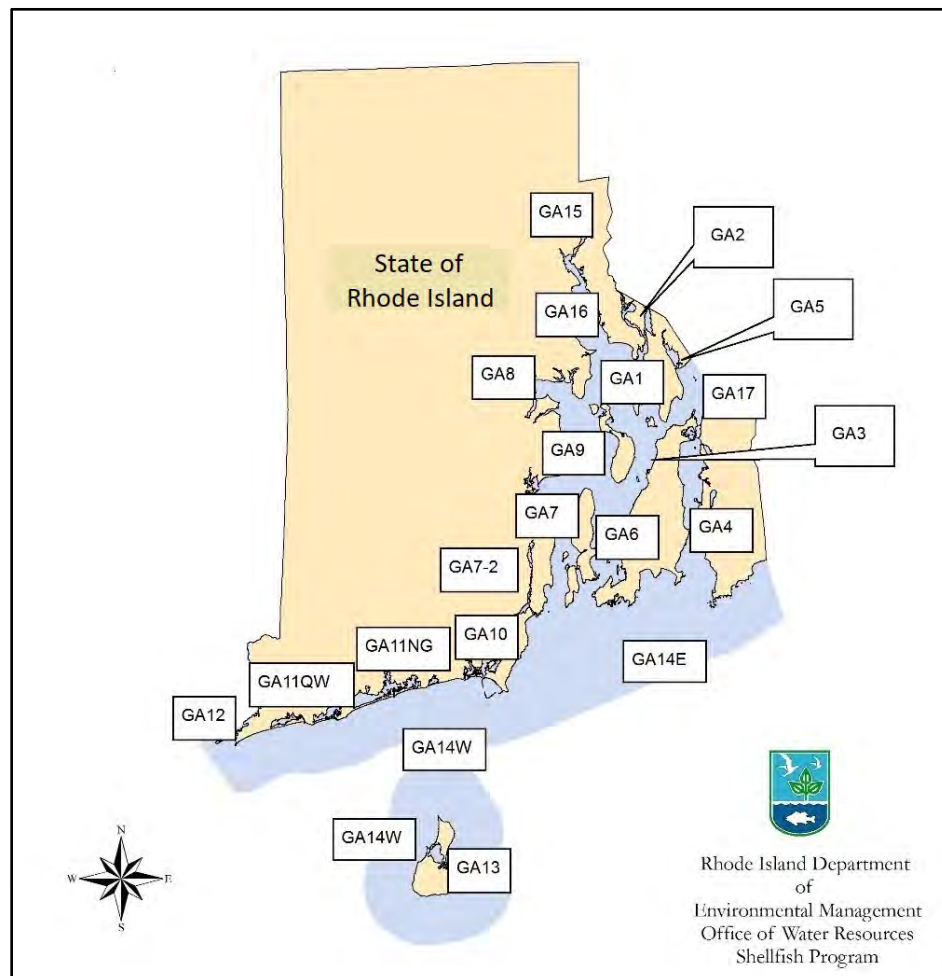 GA15
GA2
State of
Rhode Island
GA5
GA16
GA8
GA1
GA17
GA3
GA9
GA7
GA6
GA4
GA7-2
GA10
GA11NG
GA14E
GA11QW
GA12
GA14W
GA14W
GA13
N
W
E
S
Rhode Island Department
of
Environmental Management
Office of Water Resources
Shellfish Program